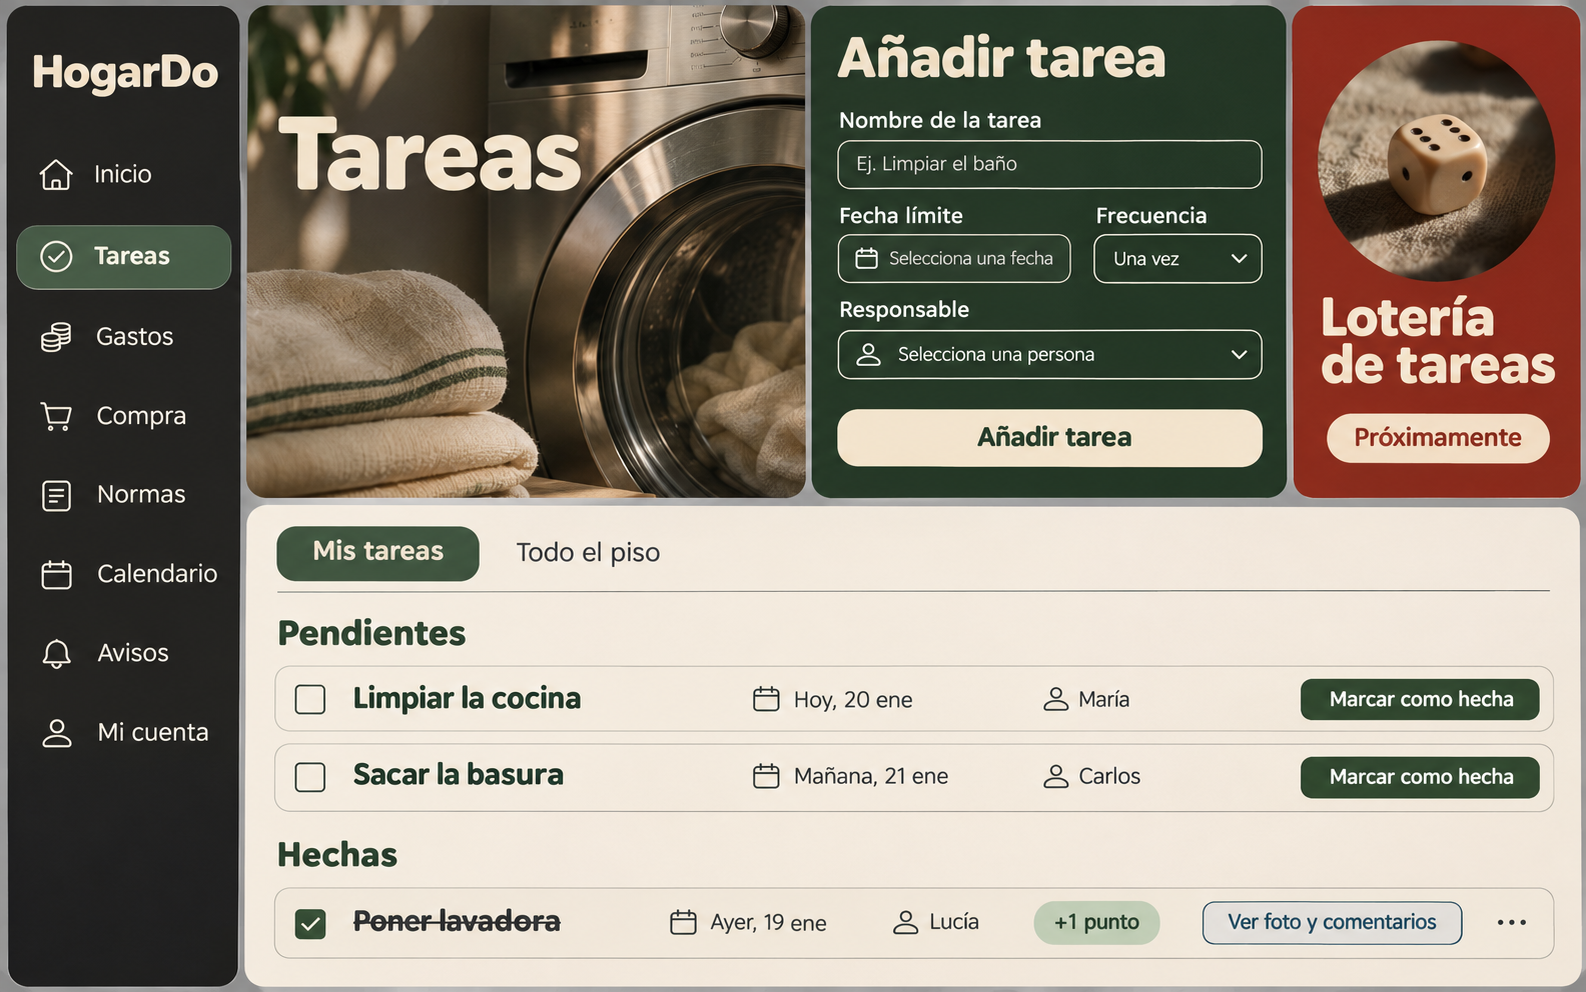 HogarDo
Inicio
Tareas
Gastos
Compra
Normas
Calendario
Avisos
Mi cuenta
Tareas
Añadir tarea
Nombre de la tarea
Ej. Limpiar el baño
Fecha límite
Frecuencia
Selecciona una fecha
Una vez
Responsable
Selecciona una persona
Añadir tarea
Lotería
de tareas
Próximamente
Mis tareas
Todo el piso
Pendientes
Limpiar la cocina
Hoy, 20 ene
María
Marcar como hecha
Sacar la basura
Mañana, 21 ene
Carlos
Marcar como hecha
Hechas
Poner lavadora
Ayer, 19 ene
Lucía
+1 punto
Ver foto y comentarios